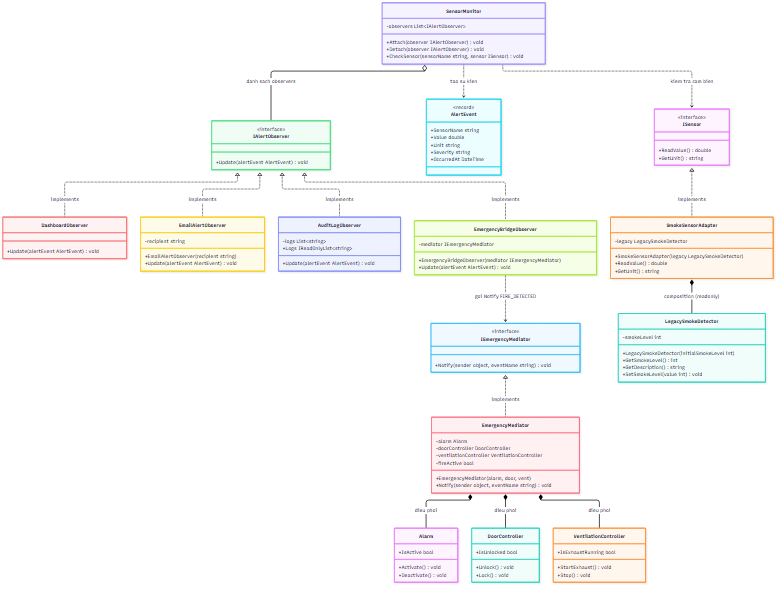 SensorMonitor
-observers List<IAlertObserver>
+Attach(observer IAlertObserver) : void
+Detach(observer IAlertObserver) : void
+CheckSensor(sensorName string, sensor ISensor) : void
danh sach observers
tao su kien
kiem tra cam bien
«interface»
IAlertObserver
+Update(alertEvent AlertEvent) : void
«record»
AlertEvent
+SensorName string
+Value double
+Unit string
+Severity string
+OccurredAt DateTime
«interface»
ISensor
+ReadValue() : double
+GetUnit() : string
implements
implements
implements
implements
implements
DashboardObserver
+Update(alertEvent AlertEvent) : void
EmailAlertObserver
-recipient string
+EmailAlertObserver(recipient string)
+Update(alertEvent AlertEvent) : void
AuditLogObserver
-logs List<string>
+Logs IReadOnlyList<string>
+Update(alertEvent AlertEvent) : void
EmergencyBridgeObserver
-mediator IEmergencyMediator
+EmergencyBridgeObserver(mediator IEmergencyMediator)
+Update(alertEvent AlertEvent) : void
SmokeSensorAdapter
-legacy LegacySmokeDetector
+SmokeSensorAdapter(legacy LegacySmokeDetector)
+ReadValue() : double
+GetUnit() : string
goi Notify FIRE_DETECTED
composition (readonly)
«interface»
IEmergencyMediator
+Notify(sender object, eventName string) : void
LegacySmokeDetector
-smokeLevel int
+LegacySmokeDetector(initialSmokeLevel int)
+GetSmokeLevel() : int
+GetDescription() : string
+SetSmokeLevel(value int) : void
implements
EmergencyMediator
-alarm Alarm
-doorController DoorController
-ventilationController VentilationController
-fireActive bool
+EmergencyMediator(alarm, door, vent)
+Notify(sender object, eventName string) : void
dieu phoi
dieu phoi
dieu phoi
Alarm
+IsActive bool
+Activate() : void
+Deactivate() : void
DoorController
+IsUnlocked bool
+Unlock() : void
+Lock() : void
VentilationController
+IsExhaustRunning bool
+StartExhaust() : void
+Stop() : void